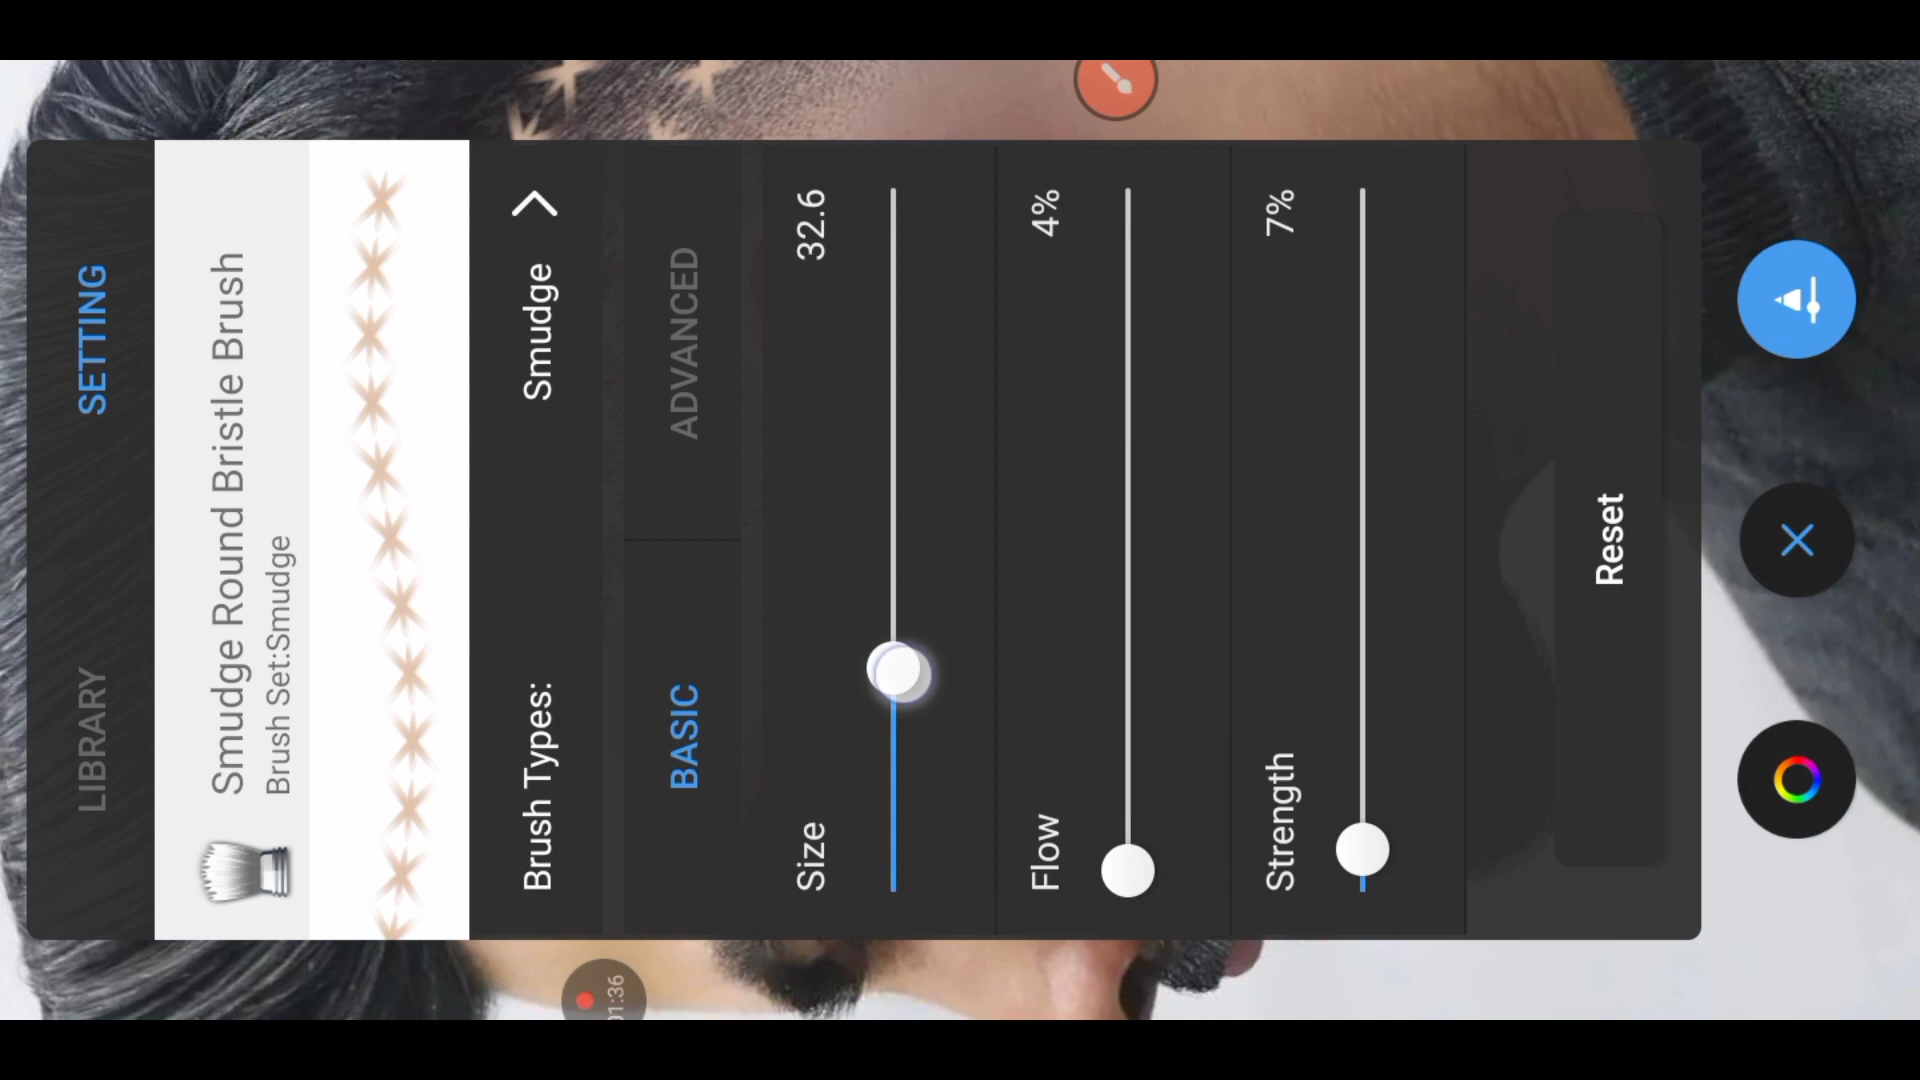 LIBRARY
SETTING
Smudge Round Bristle Brush
Brush Set:Smudge
Brush Types:
Smudge
BASIC
ADVANCED
Size
32.6
Flow
4%
Strength
7%
Reset
01:36